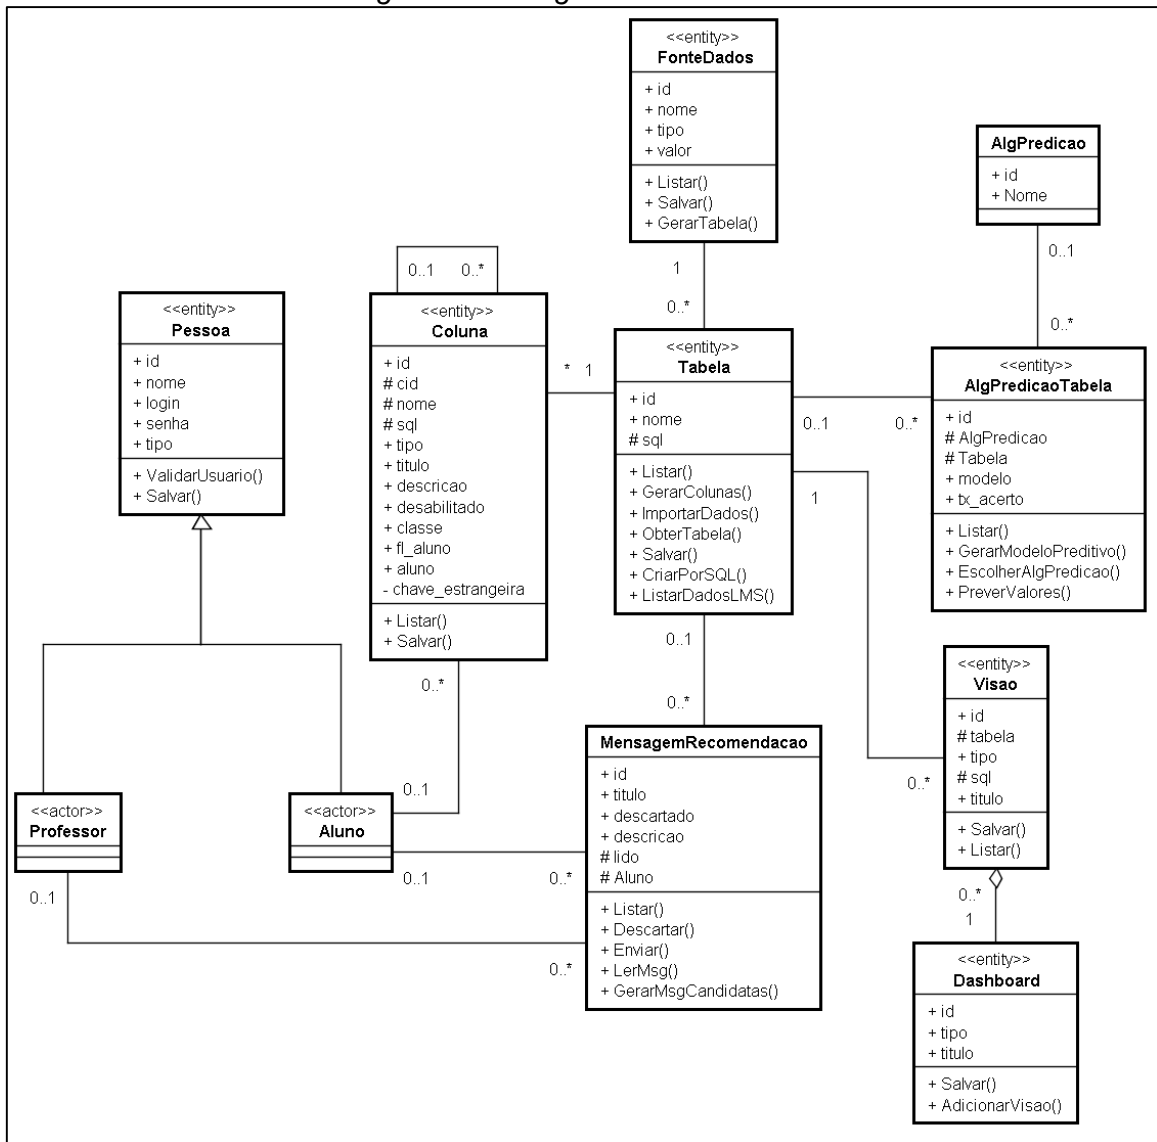 <<entity>>
FonteDados
+ id
+ nome
+ tipo
+ valor
+ Listar()
+ Salvar()
+ GerarTabela()
AlgPredicao
+ id
+ Nome
0..1
0..*
1
0..*
0..1 0..*
<<entity>>
Pessoa
+ id
+ nome
+ login
+ senha
+ tipo
+ ValidarUsuario()
+ Salvar()
<<entity>>
Coluna
+ id
# cid
# nome
# sql
+ tipo
+ titulo
+ descricao
+ desabilitado
+ classe
+ fl_aluno
+ aluno
- chave_estrangeira
+ Listar()
+ Salvar()
* 1
<<entity>>
Tabela
+ id
+ nome
# sql
+ Listar()
+ GerarColunas()
+ ImportarDados()
+ ObterTabela()
+ Salvar()
+ CriarPorSQL()
+ ListarDadosLMS()
0..1 0..*
1
<<entity>>
AlgPredicaoTabela
+ id
# AlgPredicao
# Tabela
+ modelo
+ tx_acerto
+ Listar()
+ GerarModeloPreditivo()
+ EscolherAlgPredicao()
+ PreverValores()
0..1
0..*
0..*
0..1
<<entity>>
Visao
+ id
# tabela
+ tipo
# sql
+ titulo
+ Salvar()
+ Listar()
0..*
<<actor>>
Professor
<<actor>>
Aluno
0..1
0..1 0..*
0..*
MensagemRecomendacao
+ id
+ titulo
+ descartado
+ descricao
# lido
# Aluno
+ Listar()
+ Descartar()
+ Enviar()
+ LerMsg()
+ GerarMsgCandidatas()
0..*
1
<<entity>>
Dashboard
+ id
+ tipo
+ titulo
+ Salvar()
+ AdicionarVisao()